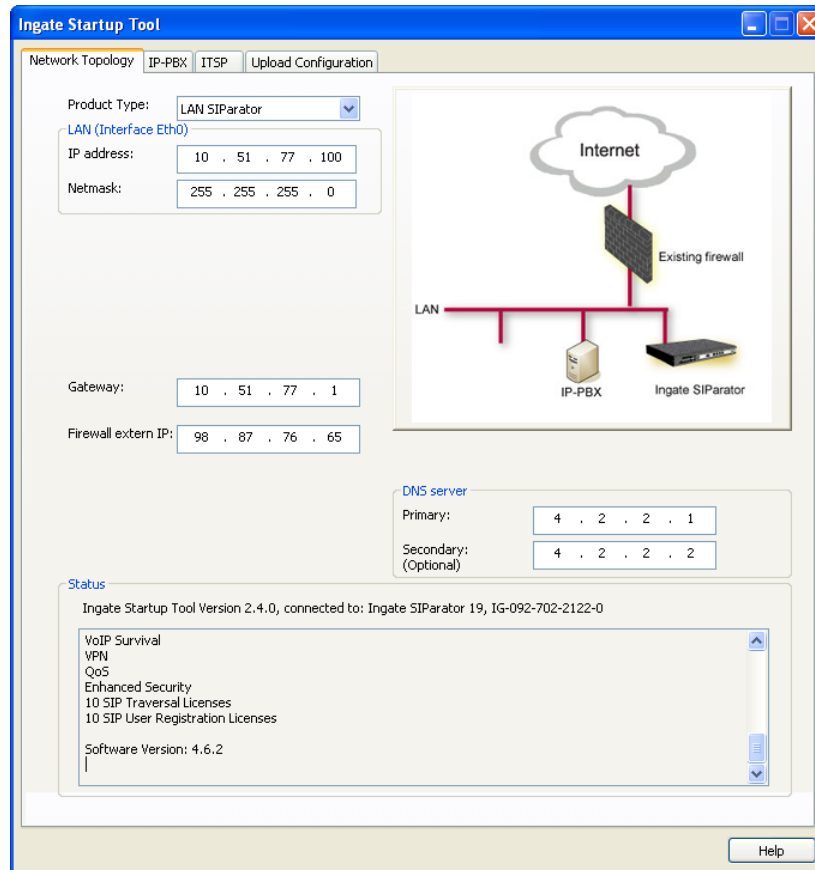 Ingate Startup Tool
Network Topology IP-PBX ITSP Upload Configuration
Product Type: LAN SIParator
LAN (Interface Eth0)
IP address: 10 . 51 . 77 . 100
Netmask: 255 . 255 . 255 . 0
Internet
Existing firewall
LAN
IP-PBX
Ingate SIParator
Gateway: 10 . 51 . 77 . 1
Firewall extern IP: 98 . 87 . 76 . 65
DNS server
Primary: 4 . 2 . 2 . 1
Secondary: 4 . 2 . 2 . 2
(Optional)
Status
Ingate Startup Tool Version 2.4.0, connected to: Ingate SIParator 19, IG-092-702-2122-0
VoIP Survival
VPN
QoS
Enhanced Security
10 SIP Traversal Licenses
10 SIP User Registration Licenses
Software Version: 4.6.2
Help